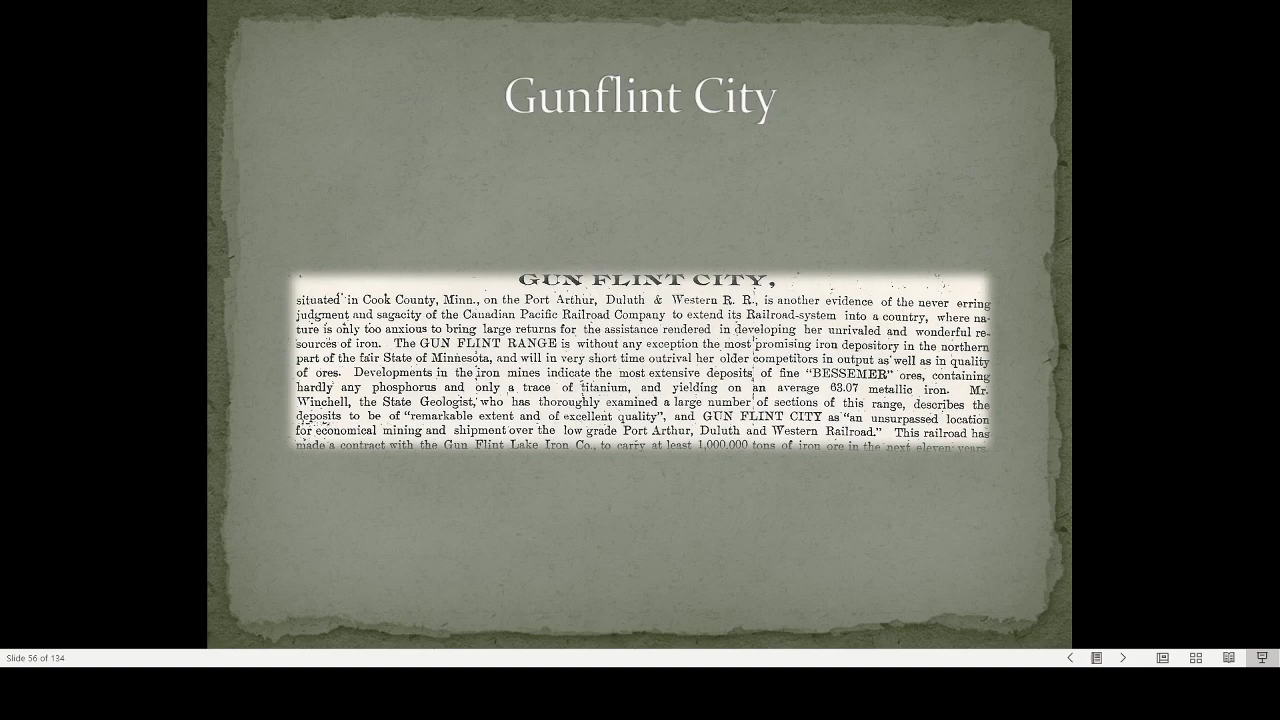 Gunflint City
GUN FLINT CITY,
situated in Cook County, Minn., on the Port Arthur, Duluth & Western R. R., is another evidence of the never erring
judgment and sagacity of the Canadian Pacific Railroad Company to extend its Railroad-system into a country, where na-
ture is only too anxious to bring large returns for the assistance rendered in developing her unrivaled and wonderful re-
sources of iron. The GUN FLINT RANGE is without any exception the most promising iron depository in the northern
part of the fair State of Minnesota, and will in very short time outrival her older competitors in output as well as in quality
of ores. Developments in the iron mines indicate the most extensive deposits of fine “BESSEMER” ores, containing
hardly any phosphorus and only a trace of titanium, and yielding on an average 63.07 metallic iron. Mr.
Winchell, the State Geologist, who has thoroughly examined a large number of sections of this range, describes the
deposits to be of “remarkable extent and of excellent quality”, and GUN FLINT CITY as “an unsurpassed location
for economical mining and shipment over the low grade Port Arthur, Duluth and Western Railroad.” This railroad has
made a contract with the Gun Flint Lake Iron Co., to carry at least 1,000,000 tons of iron ore in the next eleven years.
Slide 56 of 134